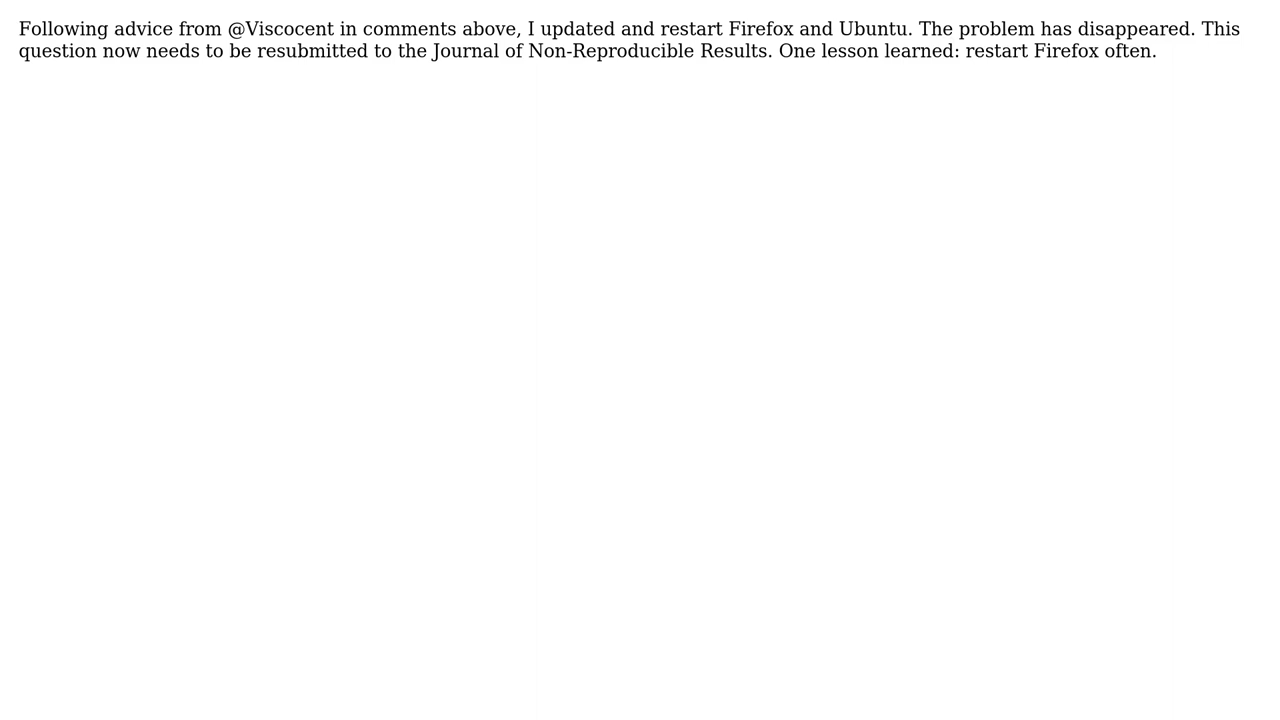 Following advice from @Viscocent in comments above, I updated and restart Firefox and Ubuntu. The problem has disappeared. This
question now needs to be resubmitted to the Journal of Non-Reproducible Results. One lesson learned: restart Firefox often.